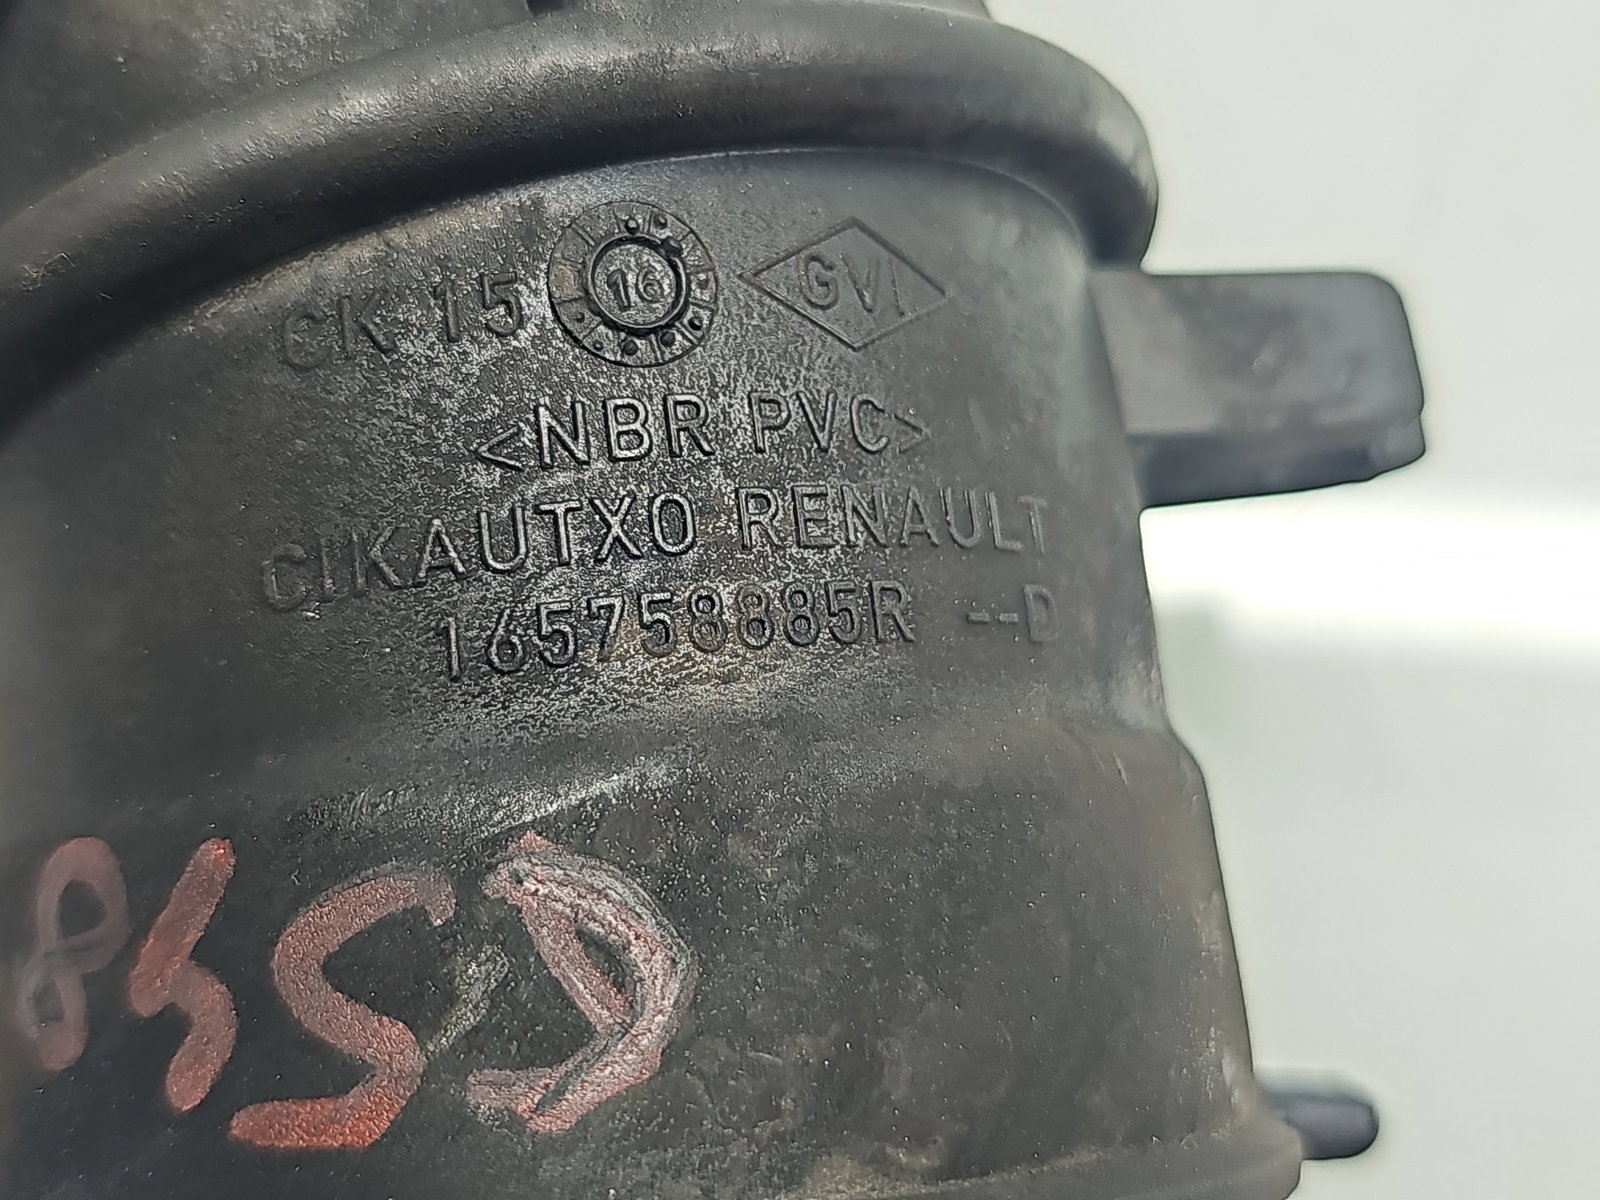 CK 15 16 GVI
<NBR PVC>
CIKAUTXO RENAULT
165758885R --D